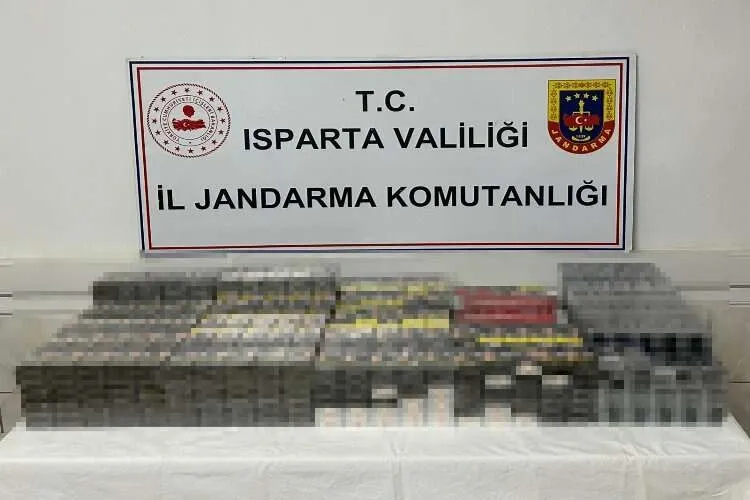 T.C.
ISPARTA VALİLİĞİ
İL JANDARMA KOMUTANLIĞI
JANDARMA